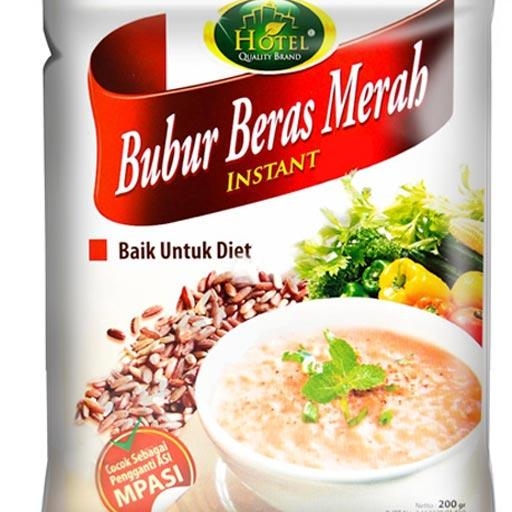 HOTEL®
QUALITY BRAND
Bubur Beras Merah
INSTANT
Baik Untuk Diet
Cocok Sebagai
Pengganti ASI
MPASI
Netto : 200 gr